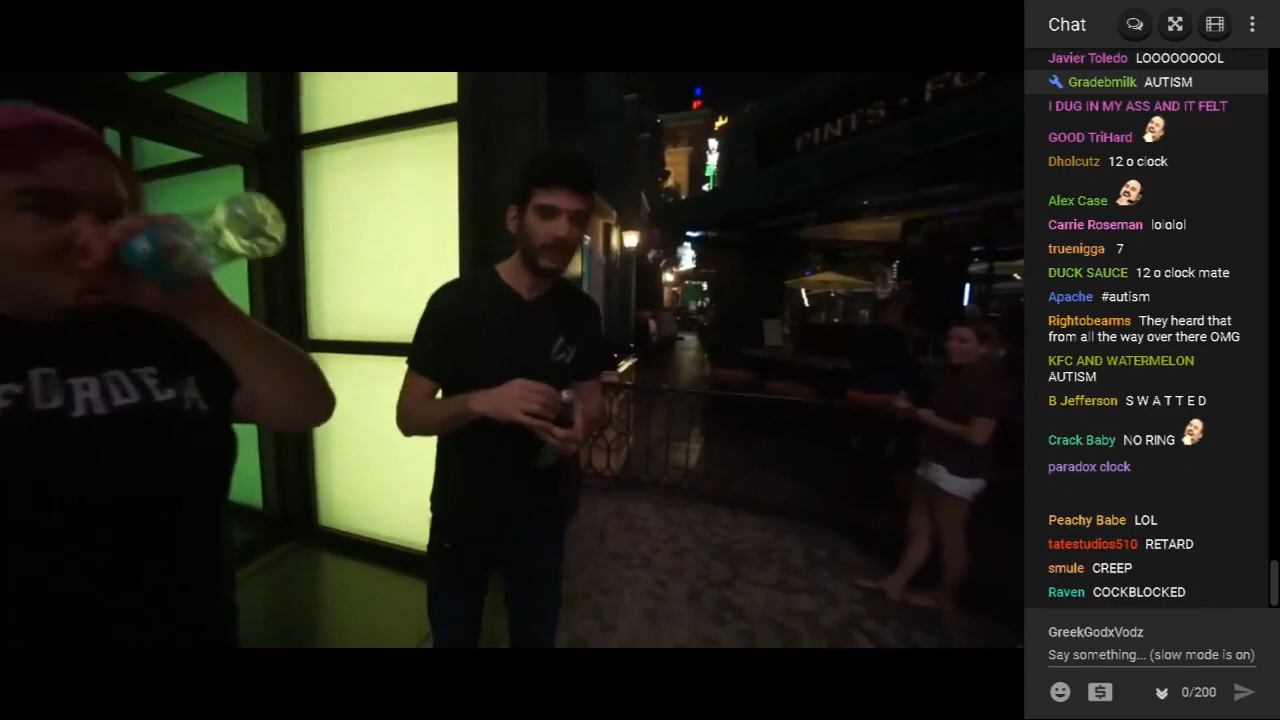 Chat
Javier Toledo LOOOOOOOOL
Gradebmilk AUTISM
I DUG IN MY ASS AND IT FELT
GOOD TriHard
Dholcutz 12 o clock
Alex Case
Carrie Roseman lololol
truenigga 7
DUCK SAUCE 12 o clock mate
Apache #autism
Rightobearms They heard that
from all the way over there OMG
KFC AND WATERMELON
AUTISM
B Jefferson S W A T T E D
Crack Baby NO RING
paradox clock
Peachy Babe LOL
tatestudios510 RETARD
smule CREEP
Raven COCKBLOCKED
GreekGodxVodz
Say something... (slow mode is on)
0/200
PINTS